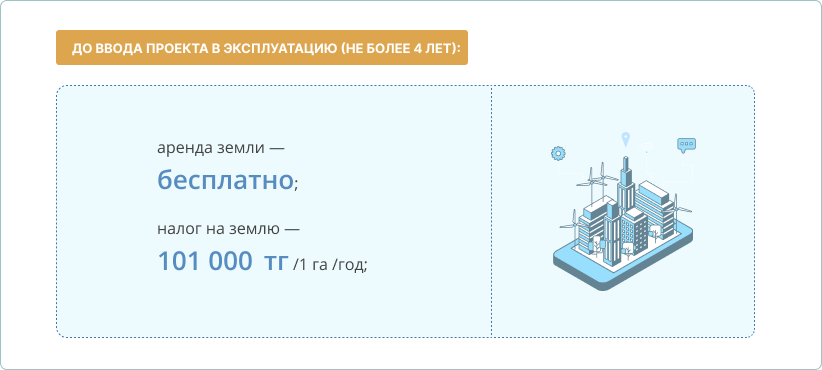 ДО ВВОДА ПРОЕКТА В ЭКСПЛУАТАЦИЮ (НЕ БОЛЕЕ 4 ЛЕТ):
аренда земли —
бесплатно;
налог на землю —
101 000 тг /1 га /год;